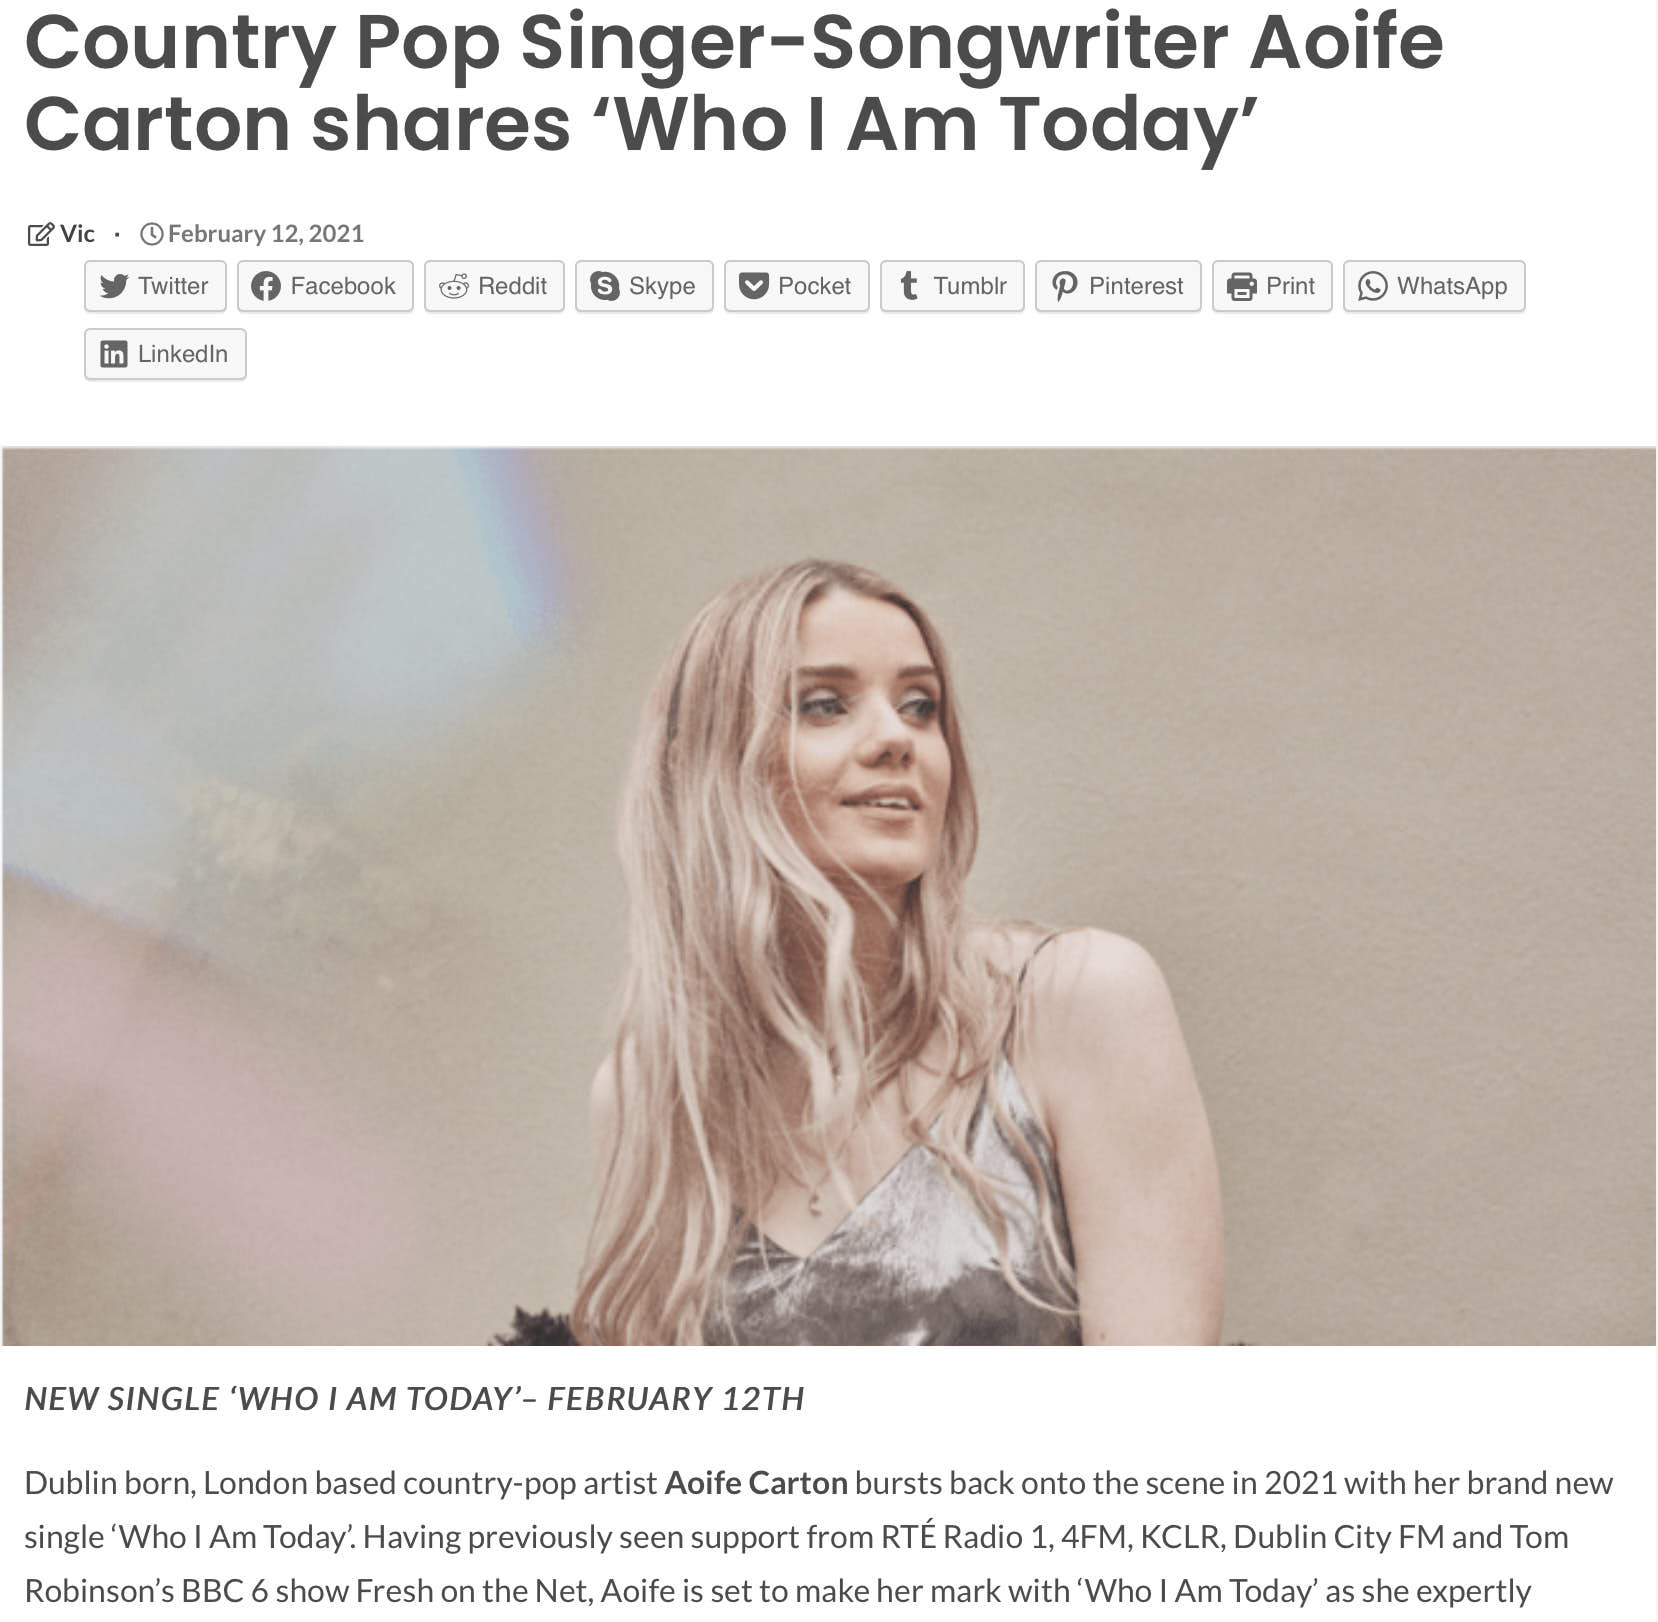 Country Pop Singer-Songwriter Aoife
Carton shares ‘Who I Am Today’
Vic · February 12, 2021
Twitter Facebook Reddit Skype Pocket Tumblr Pinterest Print WhatsApp
LinkedIn
NEW SINGLE ‘WHO I AM TODAY’– FEBRUARY 12TH
Dublin born, London based country-pop artist Aoife Carton bursts back onto the scene in 2021 with her brand new
single ‘Who I Am Today’. Having previously seen support from RTÉ Radio 1, 4FM, KCLR, Dublin City FM and Tom
Robinson’s BBC 6 show Fresh on the Net, Aoife is set to make her mark with ‘Who I Am Today’ as she expertly